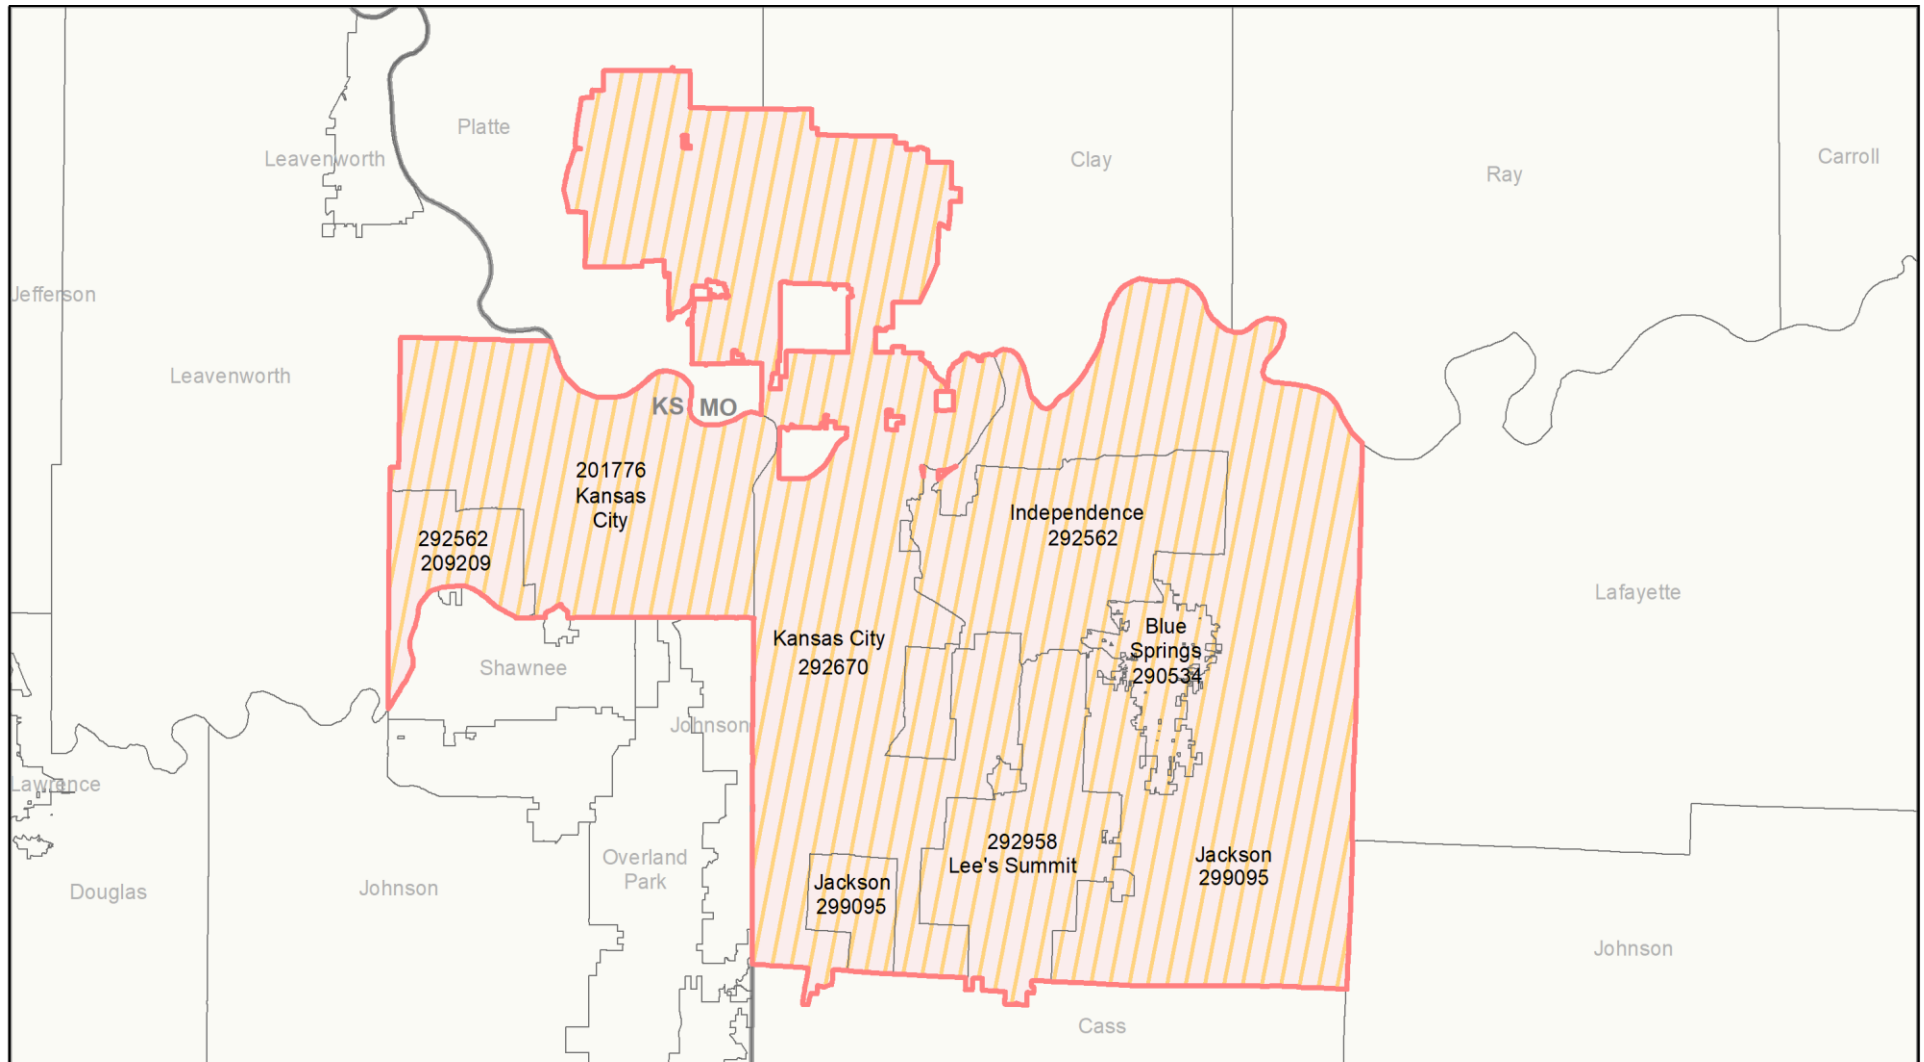 Platte
Leavenworth
Clay
Carroll
Ray
Jefferson
Leavenworth
KS
MO
201776
Kansas
City
Independence
292562
292562
209209
Lafayette
Blue
Springs
290534
Kansas City
292670
Shawnee
Johnson
Lawrence
292958
Lee's Summit
Jackson
299095
Overland
Park
Jackson
299095
Douglas
Johnson
Johnson
Cass